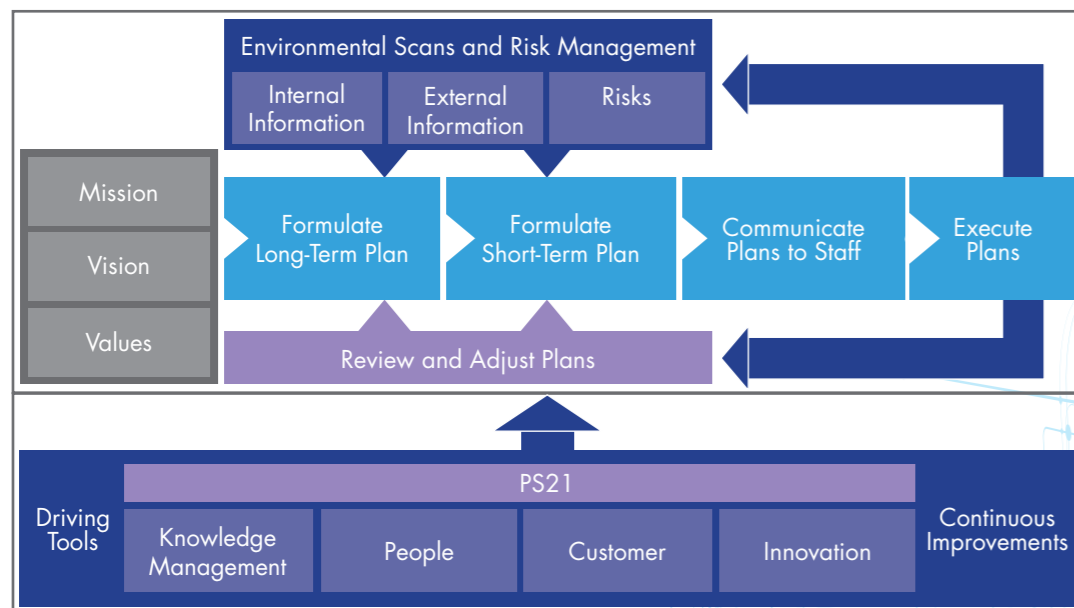 Environmental Scans and Risk Management
Internal
Information
External
Information
Risks
Mission
Vision
Values
Formulate
Long-Term Plan
Formulate
Short-Term Plan
Communicate
Plans to Staff
Execute
Plans
Review and Adjust Plans
Driving
Tools
PS21
Knowledge
Management
People
Customer
Innovation
Continuous
Improvements